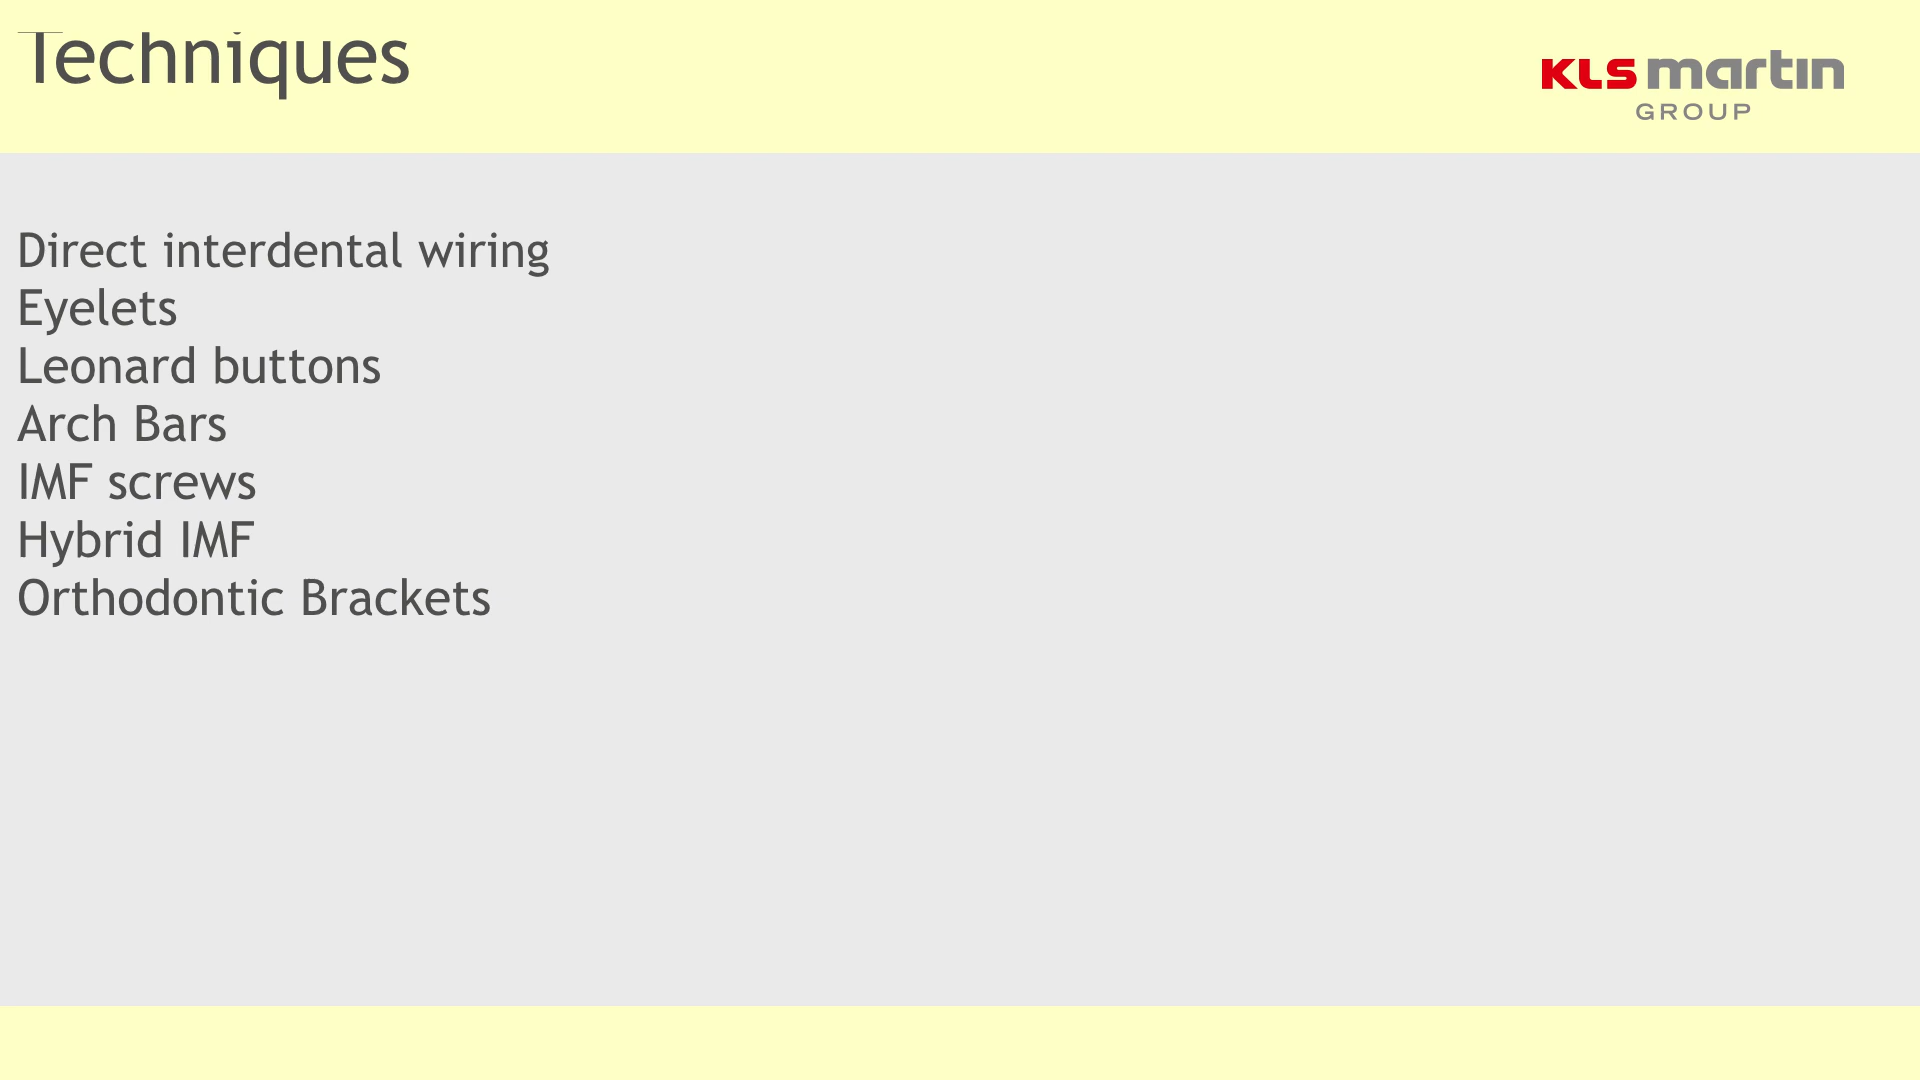 Techniques
KLS martin
GROUP
Direct interdental wiring
Eyelets
Leonard buttons
Arch Bars
IMF screws
Hybrid IMF
Orthodontic Brackets